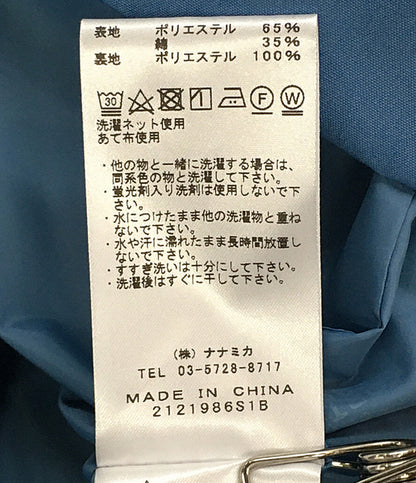 表地 ポリエステル 65%
綿 35%
裏地 ポリエステル 100%
30 F W
洗濯ネット使用
あて布使用
・他の物と一緒に洗濯する場合は、
同系色の物と洗濯して下さい。
・蛍光剤入り洗剤は使用しないで下
さい。
・水につけたまま他の洗濯物と重ね
ないで下さい。
・水や汗に濡れたまま長時間放置し
ないで下さい。
・すすぎ洗いは十分にして下さい。
・洗濯後はすぐに干して下さい。
(株) ナナミカ
TEL 03-5728-8717
MADE IN CHINA
2121986S1B